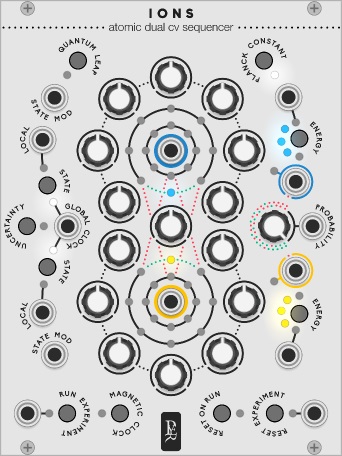 IONS
atomic dual cv sequencer
QUANTUM LEAP
PLANCK CONSTANT
STATE MOD
LOCAL
ENERGY
STATE
UNCERTAINTY
GLOBAL CLOCK
PROBABILITY
STATE
LOCAL
ENERGY
STATE MOD
RUN EXPERIMENT
MAGNETIC CLOCK
RESET ON RUN
RESET EXPERIMENT